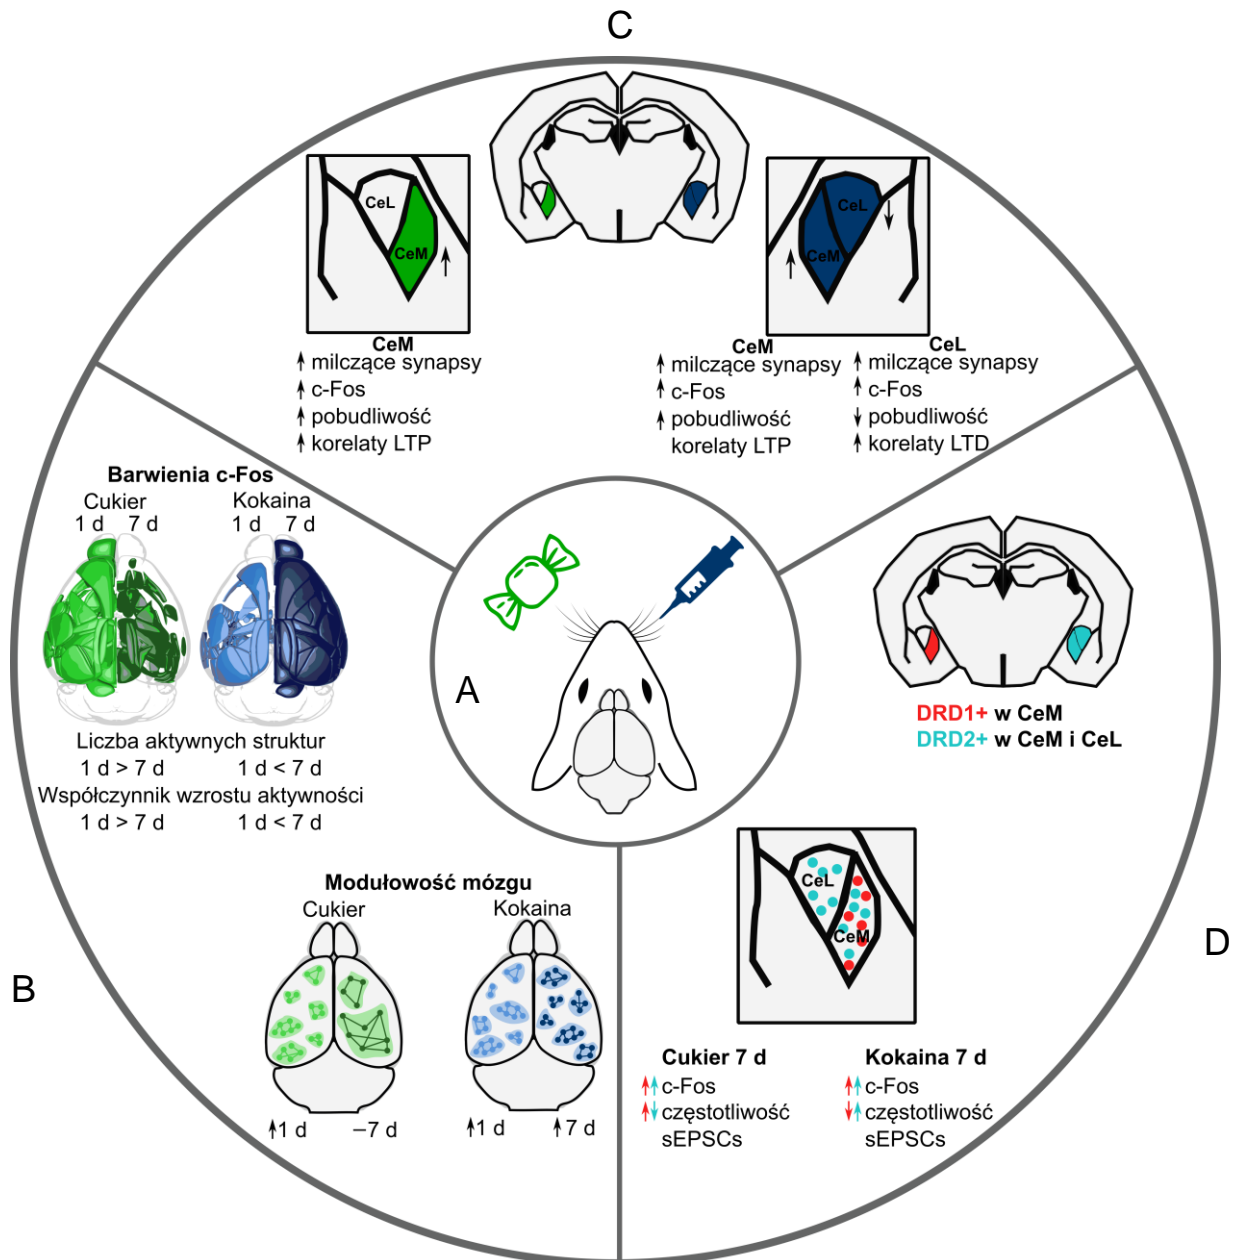 C
CeL
CeM
CeL
CeM
CeM
milczące synapsy
c-Fos
pobudliwość
korelaty LTP
CeM
milczące synapsy
c-Fos
pobudliwość
korelaty LTP
CeL
milczące synapsy
c-Fos
pobudliwość
korelaty LTD
Barwienia c-Fos
Cukier
1 d 7 d
Kokaina
1 d 7 d
Liczba aktywnych struktur
1 d > 7 d 1 d < 7 d
Współczynnik wzrostu aktywności
1 d > 7 d 1 d < 7 d
A
DRD1+ w CeM
DRD2+ w CeM i CeL
Modułowość mózgu
Cukier
Kokaina
↑1 d –7 d
↑1 d ↑7 d
B
CeL
CeM
D
Cukier 7 d
c-Fos
częstotliwość
sEPSCs
Kokaina 7 d
c-Fos
częstotliwość
sEPSCs